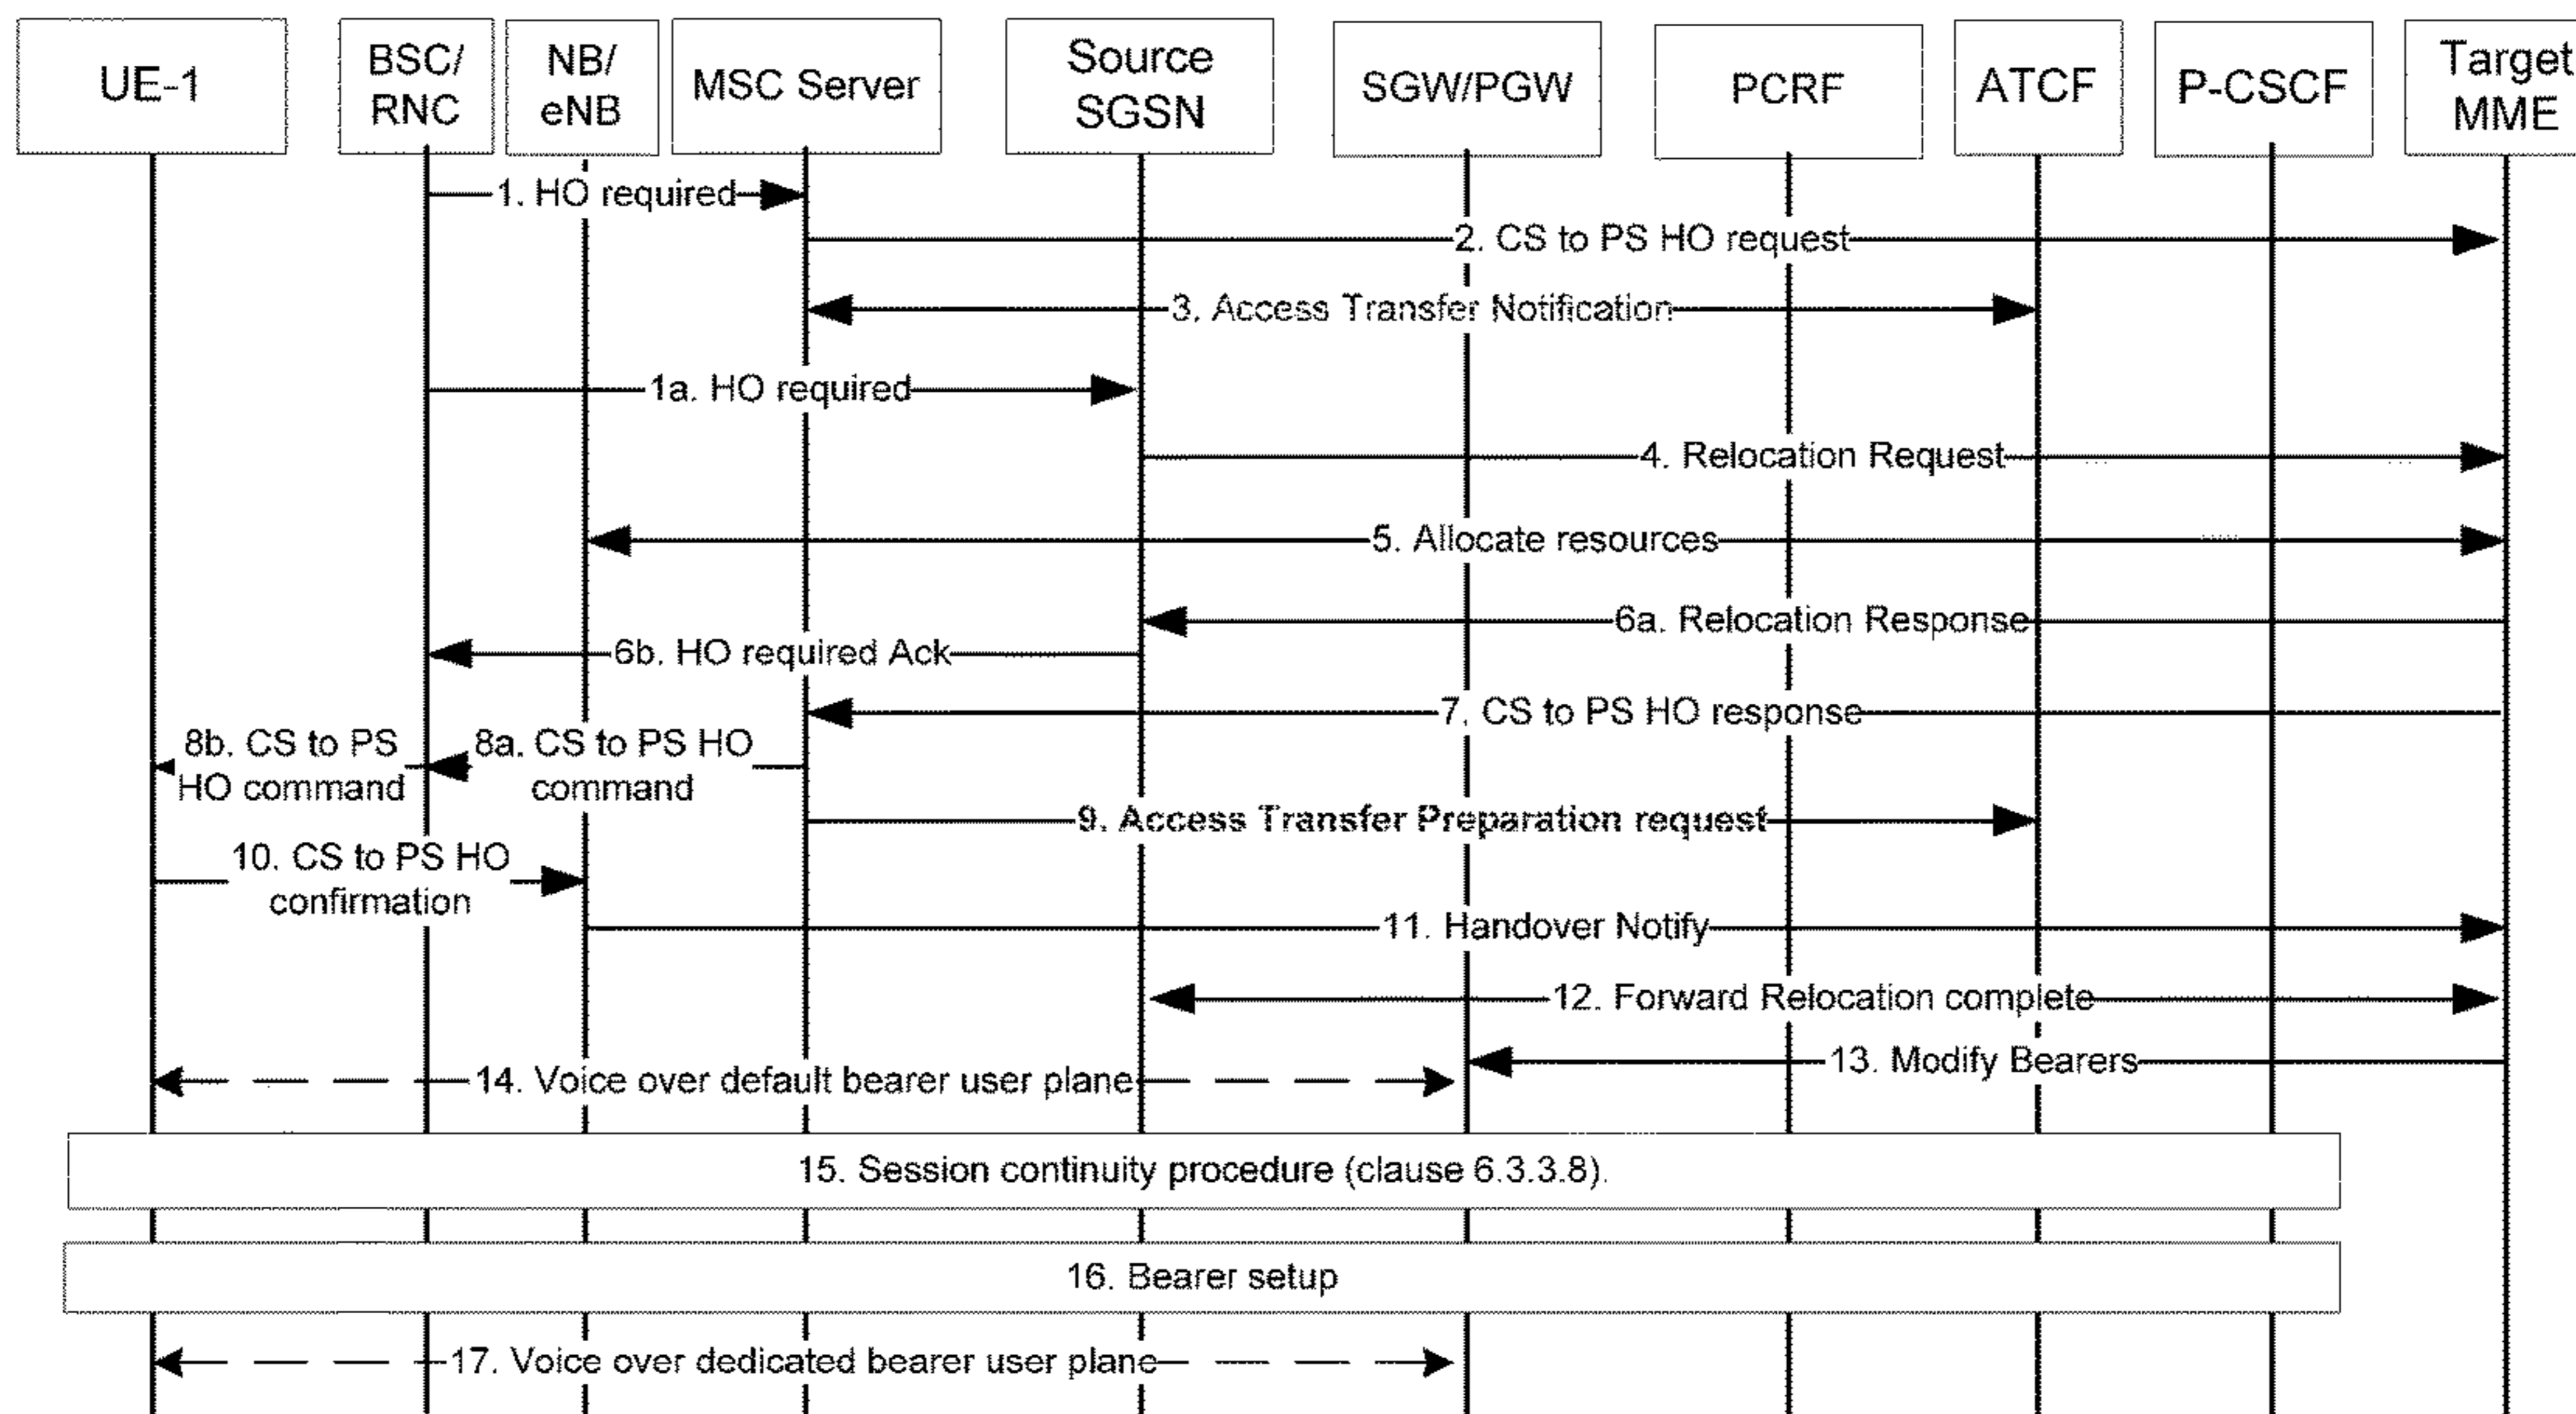 UE-1
BSC/
RNC
NB/
eNB
MSC Server
Source
SGSN
SGW/PGW
PCRF
ATCF
P-CSCF
Target
MME
1. HO required
2. CS to PS HO request
3. Access Transfer Notification
1a. HO required
4. Relocation Request
5. Allocate resources
6a. Relocation Response
6b. HO required Ack
7. CS to PS HO response
8b. CS to PS
HO command
8a. CS to PS HO
command
9. Access Transfer Preparation request
10. CS to PS HO
confirmation
11. Handover Notify
12. Forward Relocation complete
13. Modify Bearers
14. Voice over default bearer user plane
15. Session continuity procedure (clause 6.3.3.8).
16. Bearer setup
17. Voice over dedicated bearer user plane